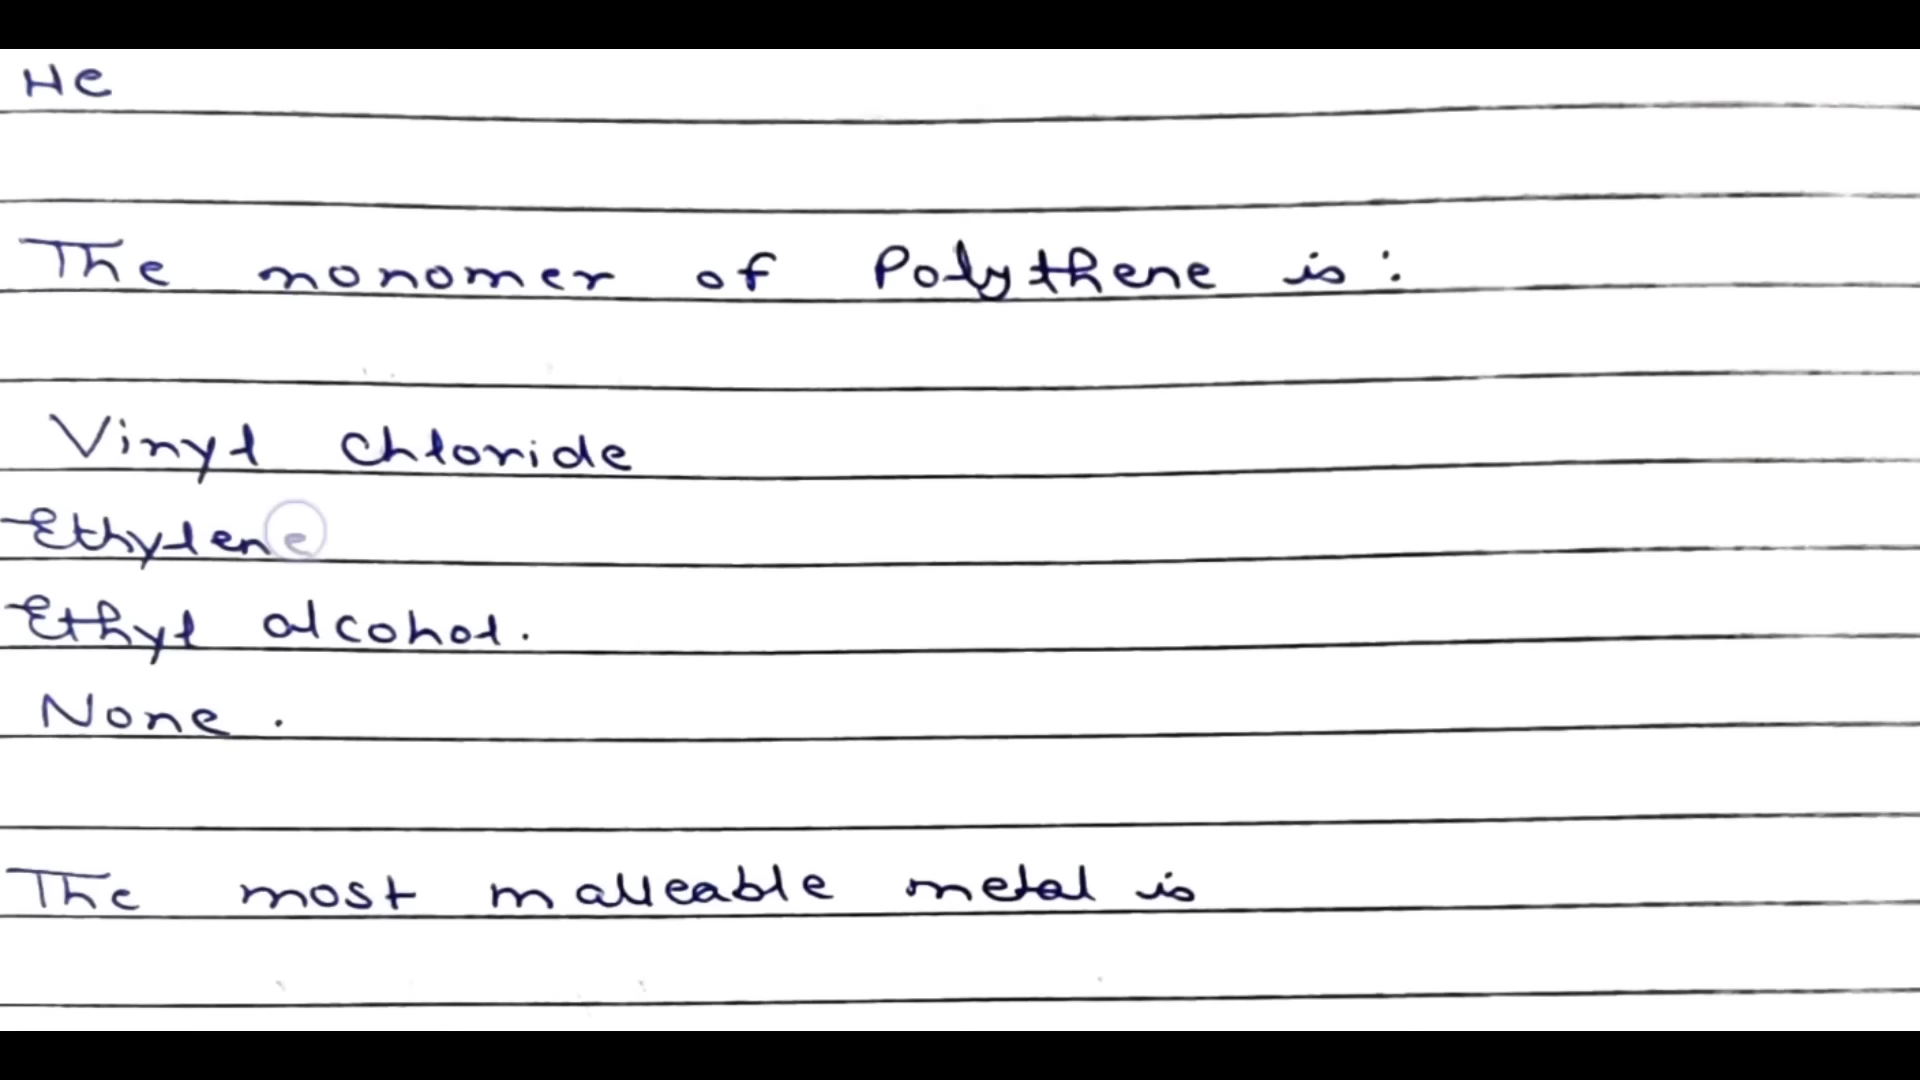 He
The monomer of Polythene is:
Vinyl chloride
Ethylene
Ethyl alcohol.
None.
The most malleable metal is